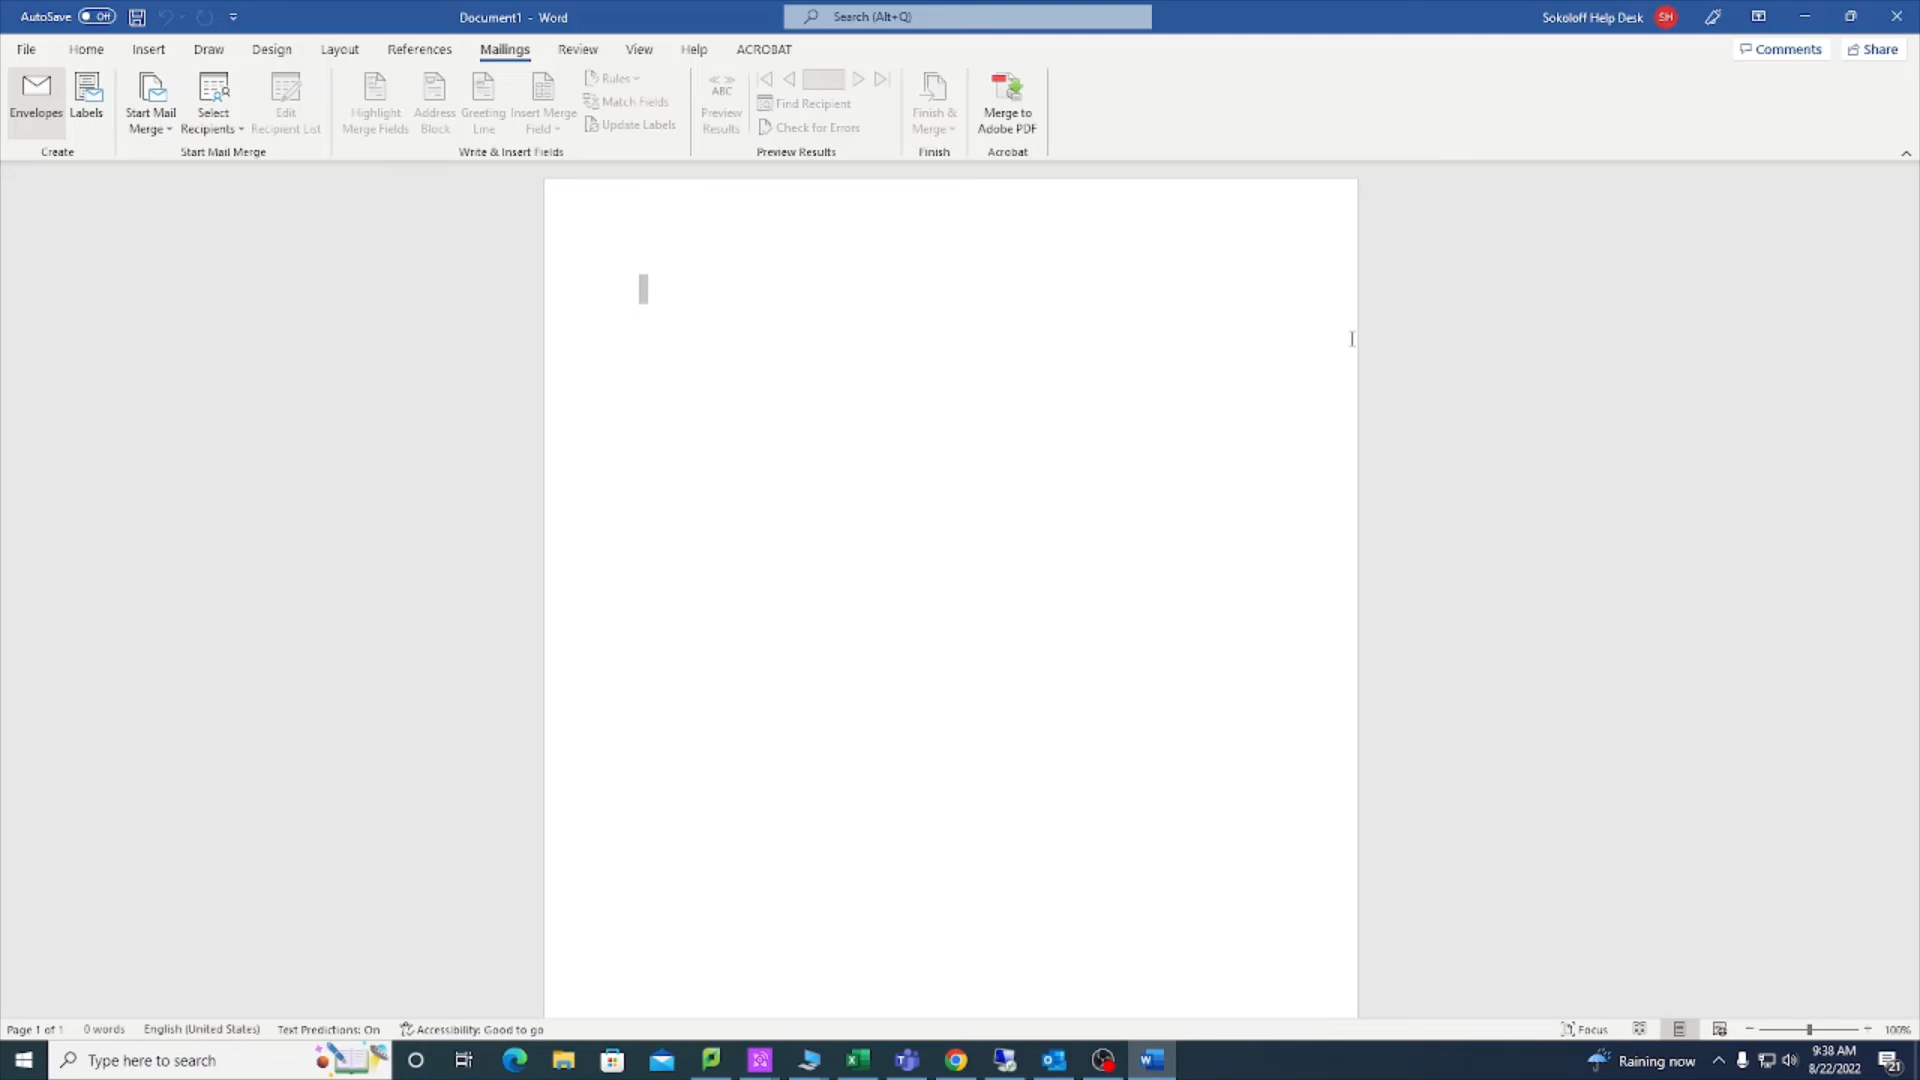 AutoSave Off Document1 - Word Search (Alt+Q) Sokoloff Help Desk SH
File Home Insert Draw Design Layout References Mailings Review View Help ACROBAT Comments Share
Envelopes Labels
Start Mail Merge
Select Recipients
Edit Recipient List
Highlight Merge Fields
Address Block
Greeting Line
Insert Merge Field
Rules
Match Fields
Update Labels
ABC
Preview Results
Find Recipient
Check for Errors
Finish & Merge
Merge to Adobe PDF
Create Start Mail Merge Write & Insert Fields Preview Results Finish Acrobat
Page 1 of 1 0 words English (United States) Text Predictions: On Accessibility: Good to go Focus 100%
Type here to search Raining now 9:38 AM
8/22/2022 21